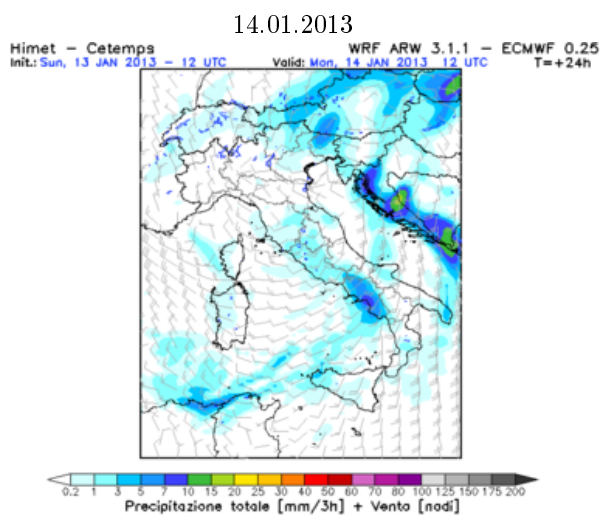 14.01.2013
Himet - Cetemps WRF ARW 3.1.1 - ECMWF 0.25
Init.: Sun, 13 JAN 2013 - 12 UTC Valid: Mon, 14 JAN 2013 12 UTC T=+24h
0.2 1 3 5 7 10 15 20 25 30 40 50 60 70 80 100 125 150 175 200
Precipitazione totale [mm/3h] + Vento [nodi]